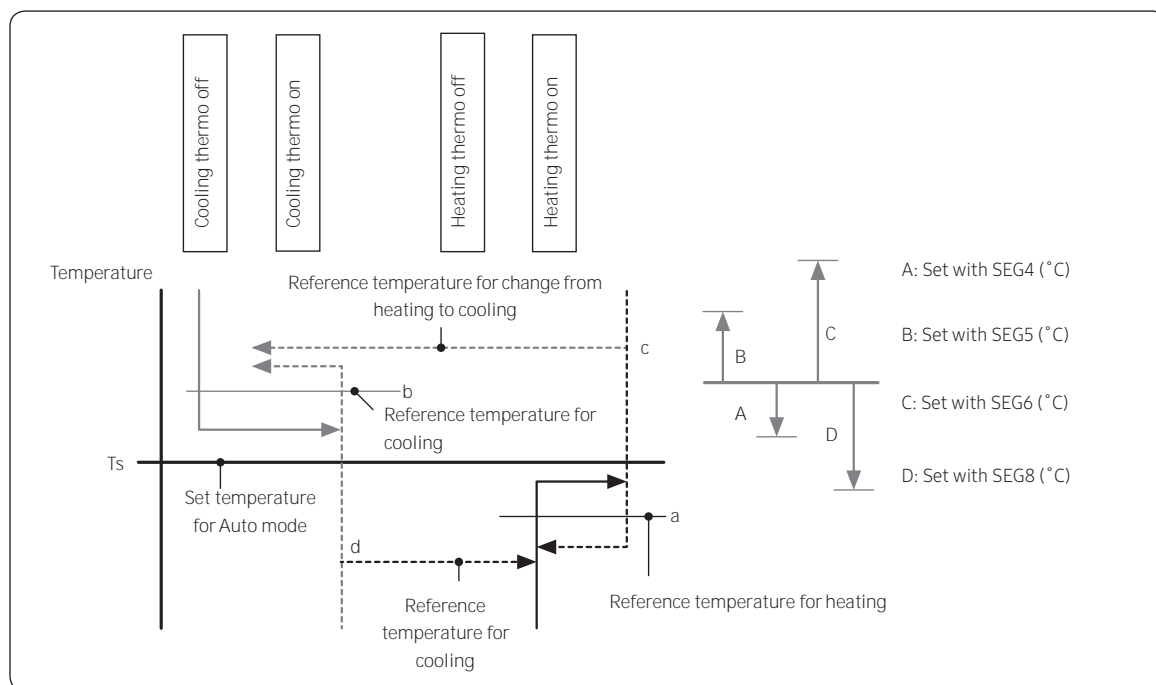 Cooling thermo off
Cooling thermo on
Heating thermo off
Heating thermo on
Temperature
Reference temperature for change from
heating to cooling
c
b
Reference temperature for
cooling
Ts
Set temperature
for Auto mode
a
d
Reference
temperature for
cooling
Reference temperature for heating
B
C
A
D
A: Set with SEG4 (˚C)
B: Set with SEG5 (˚C)
C: Set with SEG6 (˚C)
D: Set with SEG8 (˚C)